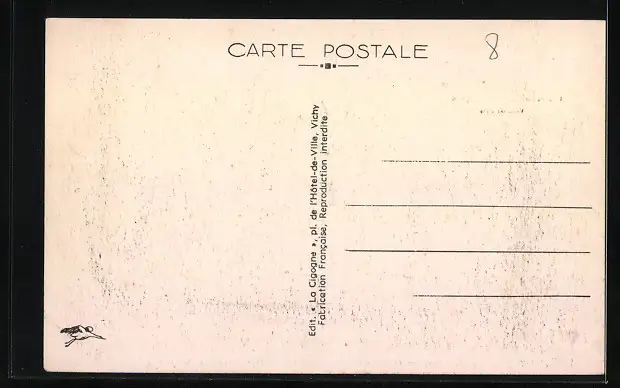 CARTE POSTALE
8
Edit. « La Cigogne », pl. de l'Hôtel-de-Ville, Vichy
Fabrication Française. Reproduction interdite